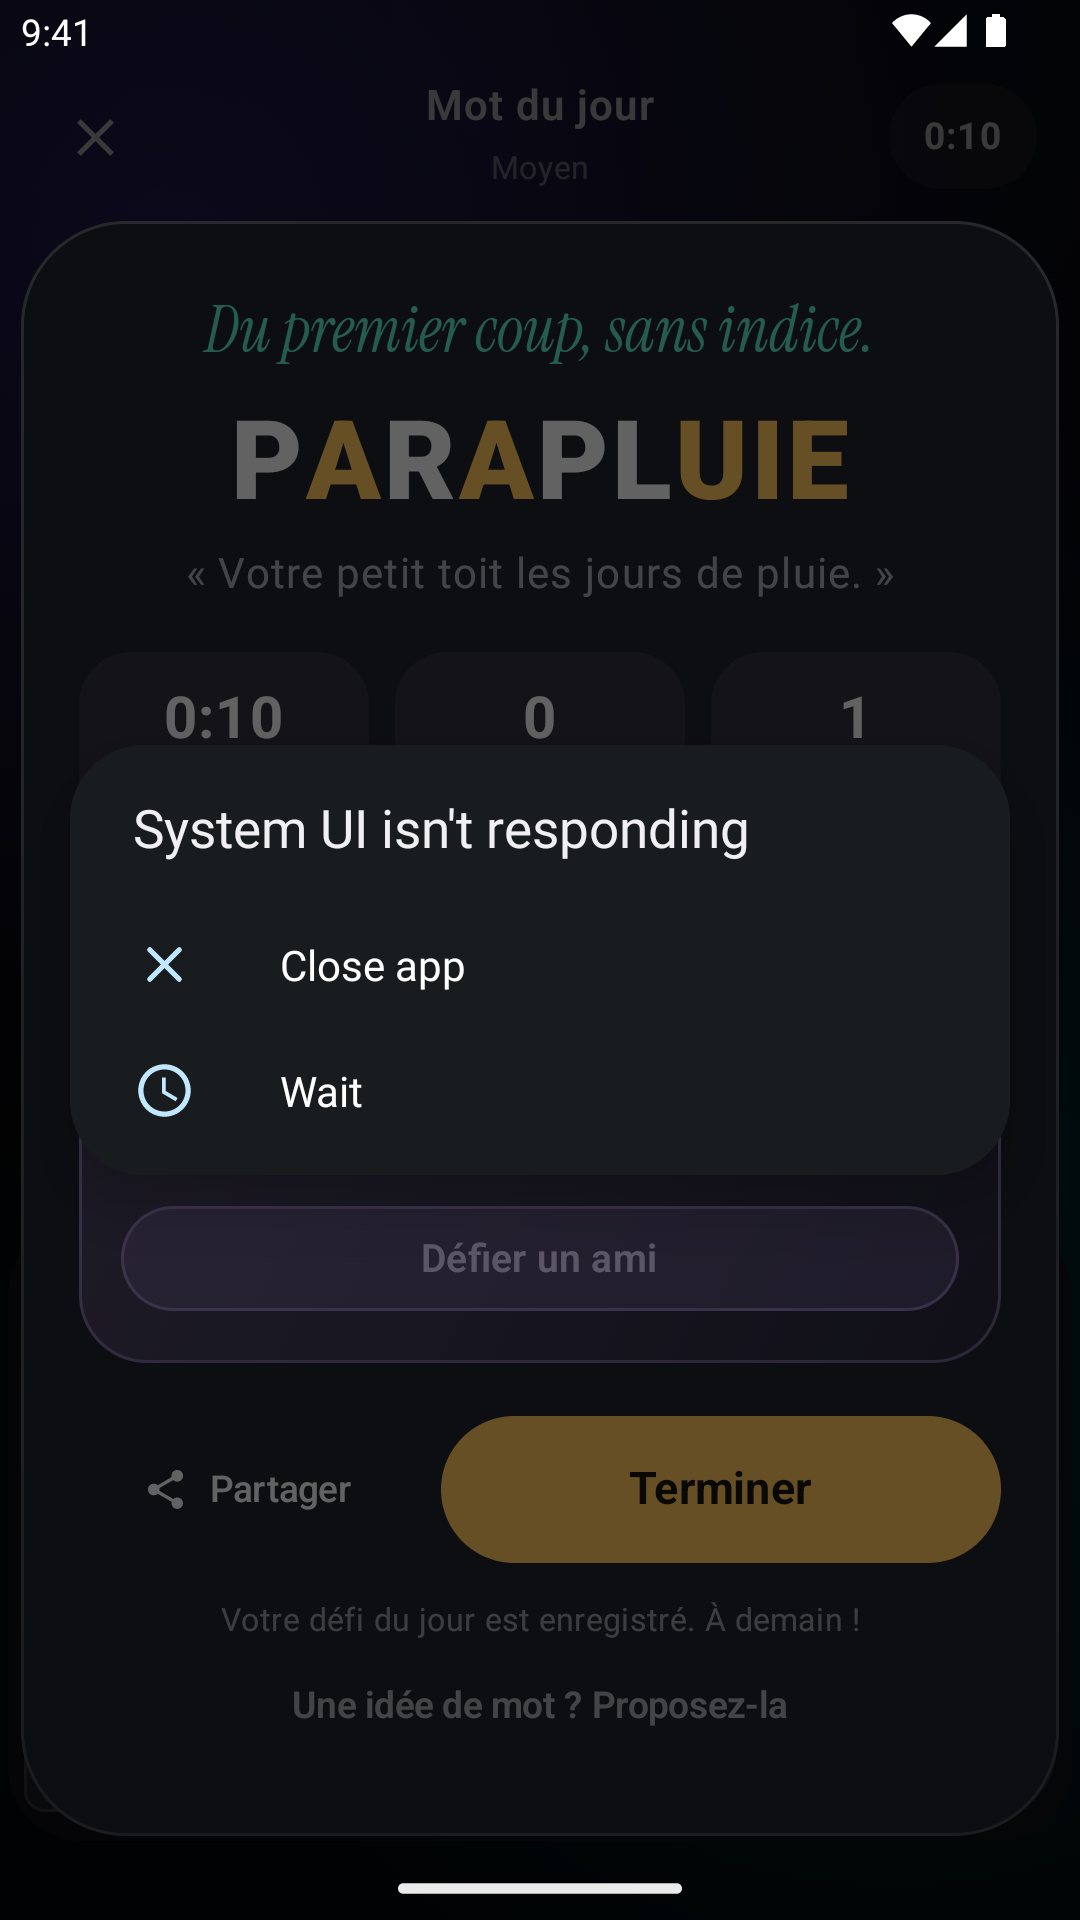 9:41
Mot du jour
0:10
Moyen
Du premier coup, sans indice.
PARAPLUIE
« Votre petit toit les jours de pluie. »
0:10 0 1
System UI isn't responding
Close app
Wait
Défier un ami
Partager
Terminer
Votre défi du jour est enregistré. À demain !
Une idée de mot ? Proposez-la